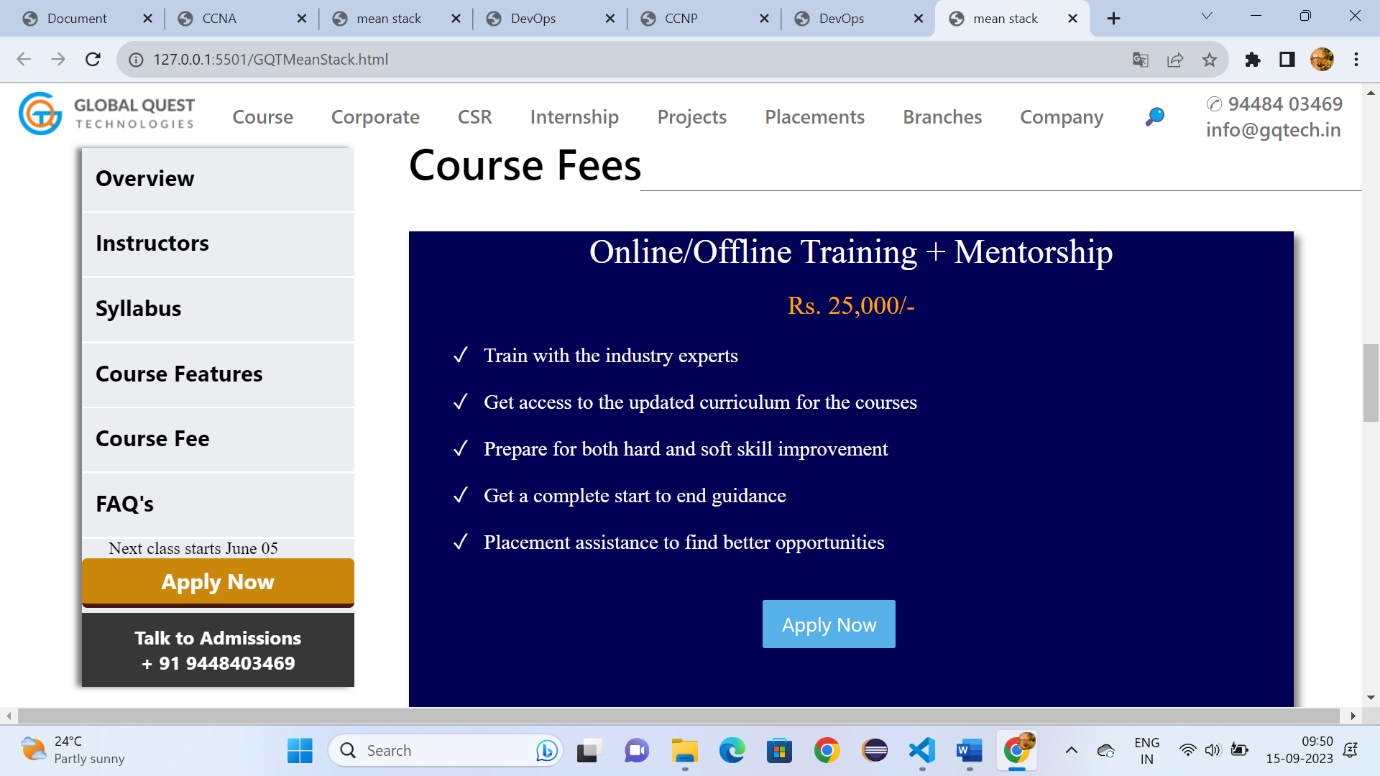 Document
CCNA
mean stack
DevOps
CCNP
DevOps
mean stack
127.0.0.1:5501/GQTMeanStack.html
GLOBAL QUEST
TECHNOLOGIES
Course
Corporate
CSR
Internship
Projects
Placements
Branches
Company
✆ 94484 03469
info@gqtech.in
Overview
Instructors
Syllabus
Course Features
Course Fee
FAQ's
Next class starts June 05
Apply Now
Talk to Admissions
+ 91 9448403469
Course Fees
Online/Offline Training + Mentorship
Rs. 25,000/-
✓ Train with the industry experts
✓ Get access to the updated curriculum for the courses
✓ Prepare for both hard and soft skill improvement
✓ Get a complete start to end guidance
✓ Placement assistance to find better opportunities
Apply Now
24°C
Partly sunny
Search
ENG
IN
09:50
15-09-2023